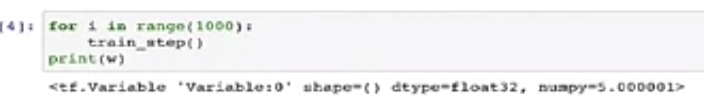 [4]: for i in range(1000):
train_step()
print(w)
<tf.Variable 'Variable:0' shape=() dtype=float32, numpy=5.000001>